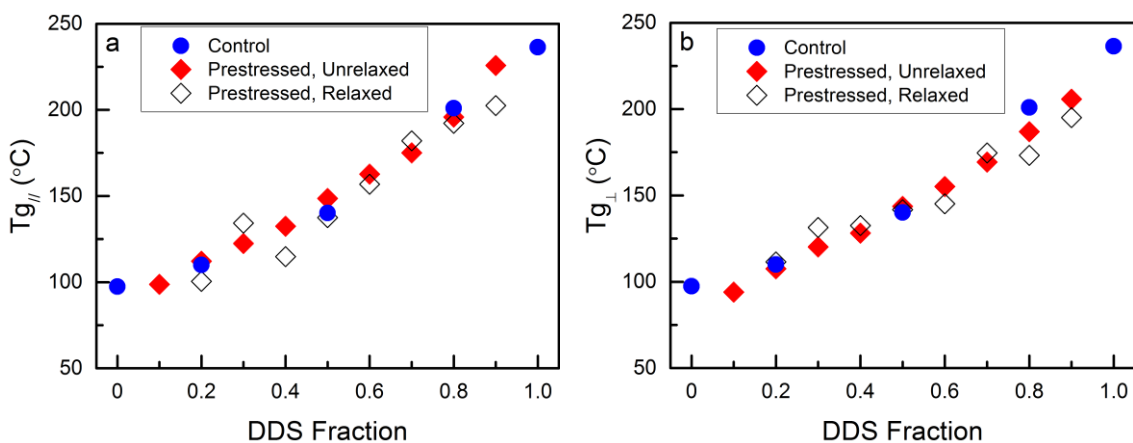 a
Control
Prestressed, Unrelaxed
Prestressed, Relaxed
250
200
150
100
50
Tg// (°C)
0 0.2 0.4 0.6 0.8 1.0
DDS Fraction
b
Control
Prestressed, Unrelaxed
Prestressed, Relaxed
250
200
150
100
50
Tg⊥ (°C)
0 0.2 0.4 0.6 0.8 1.0
DDS Fraction